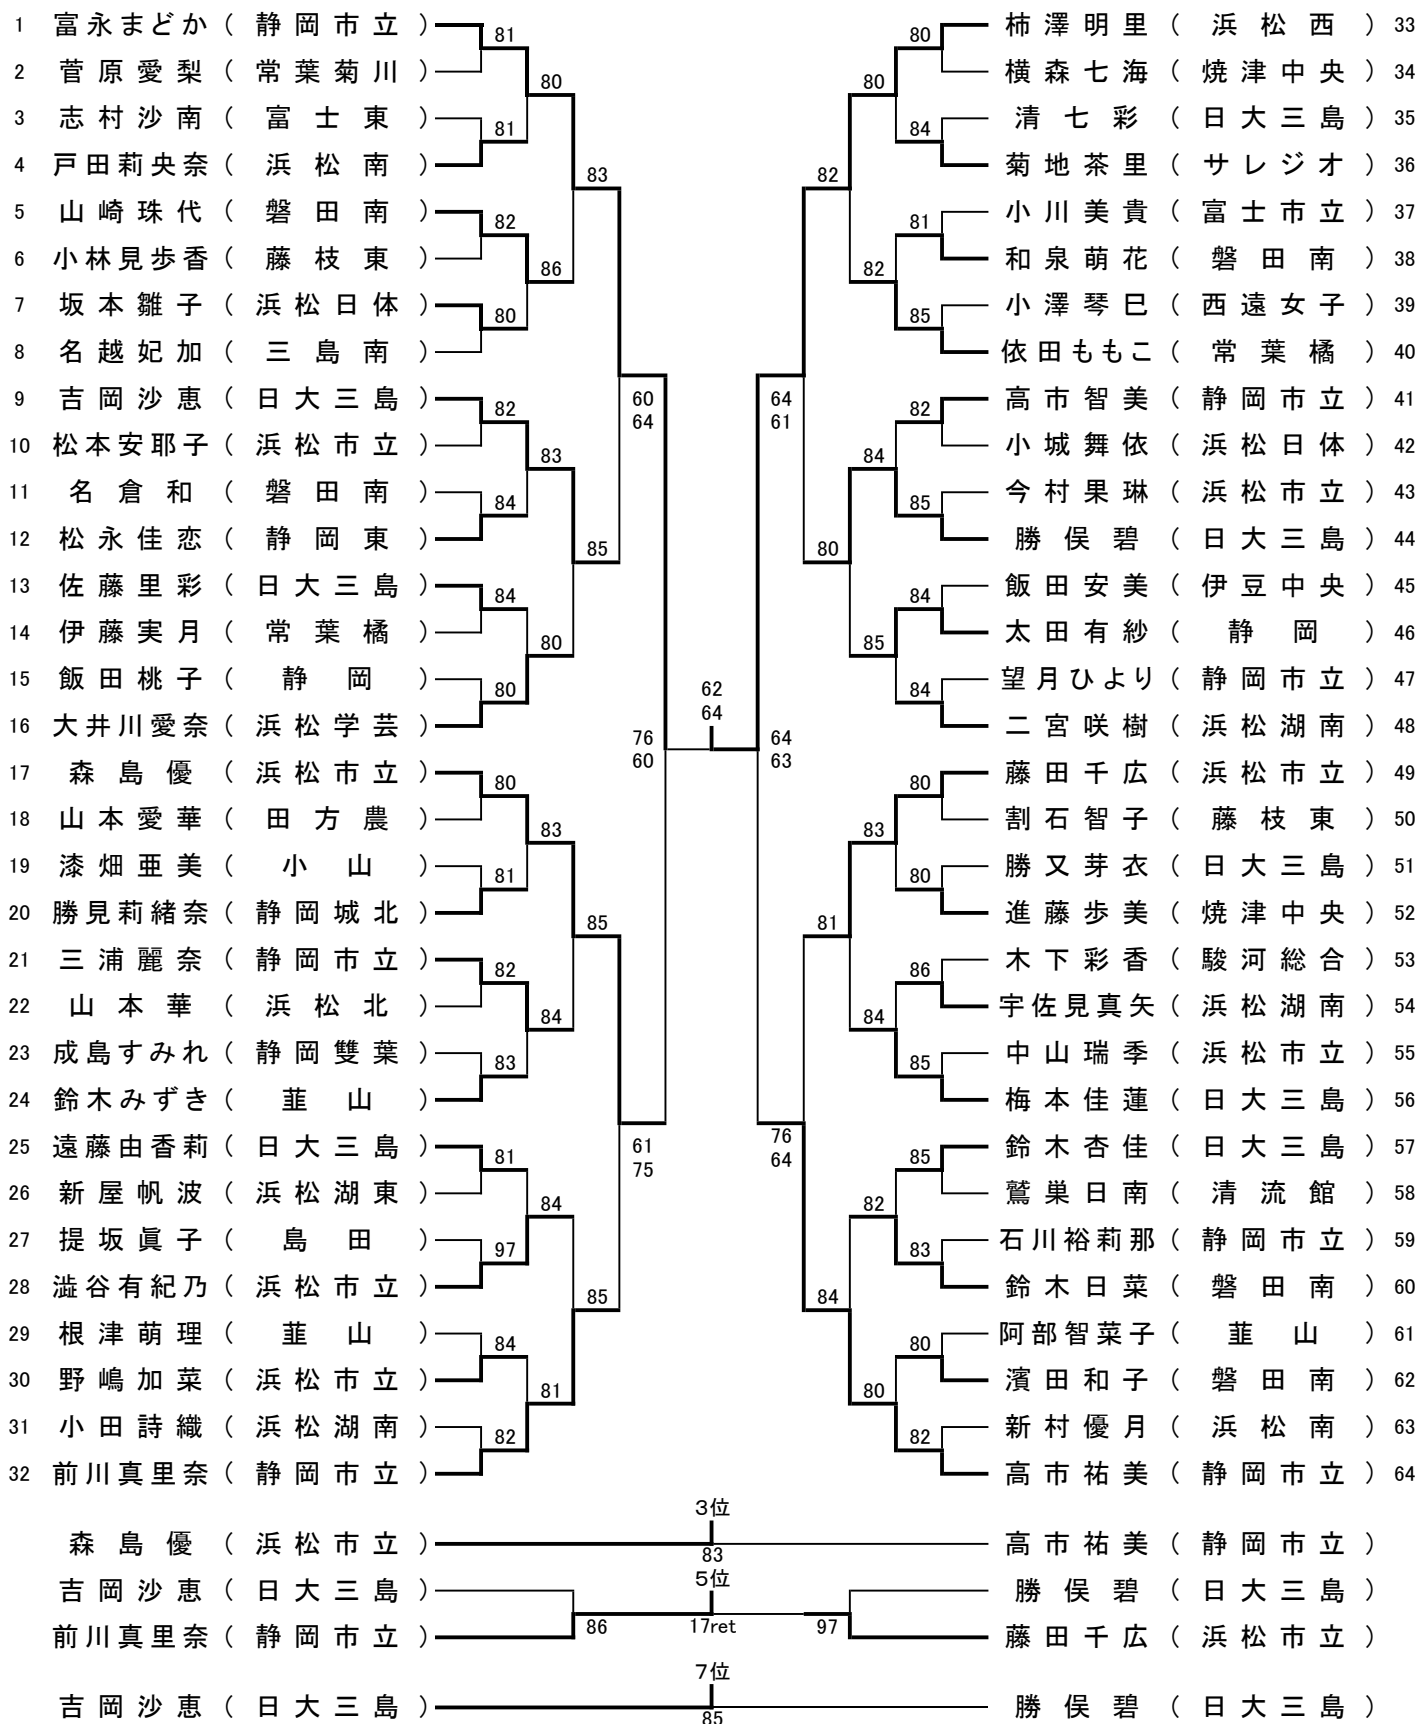 1 富永まどか ( 静岡市立 ) 81 80 柿澤明里 ( 浜松西 ) 33
2 菅原愛梨 ( 常葉菊川 ) 80 80 横森七海 ( 焼津中央 ) 34
3 志村沙南 ( 富士東 ) 81 84 清七彩 ( 日大三島 ) 35
4 戸田莉央奈 ( 浜松南 ) 83 82 菊地茶里 ( サレジオ ) 36
5 山崎珠代 ( 磐田南 ) 82 81 小川美貴 ( 富士市立 ) 37
6 小林見歩香 ( 藤枝東 ) 86 82 和泉萌花 ( 磐田南 ) 38
7 坂本雛子 ( 浜松日体 ) 80 85 小澤琴巳 ( 西遠女子 ) 39
8 名越妃加 ( 三島南 ) 依田ももこ ( 常葉橘 ) 40
9 吉岡沙恵 ( 日大三島 ) 82 60 64 82 高市智美 ( 静岡市立 ) 41
64 61
10 松本安耶子 ( 浜松市立 ) 83 84 小城舞依 ( 浜松日体 ) 42
11 名倉和 ( 磐田南 ) 84 85 今村果琳 ( 浜松市立 ) 43
12 松永佳恋 ( 静岡東 ) 85 80 勝俣碧 ( 日大三島 ) 44
13 佐藤里彩 ( 日大三島 ) 84 84 飯田安美 ( 伊豆中央 ) 45
14 伊藤実月 ( 常葉橘 ) 80 85 太田有紗 ( 静岡 ) 46
15 飯田桃子 ( 静岡 ) 80 62 84 望月ひより ( 静岡市立 ) 47
64
16 大井川愛奈 ( 浜松学芸 ) 76 64 二宮咲樹 ( 浜松湖南 ) 48
60 63
17 森島優 ( 浜松市立 ) 80 80 藤田千広 ( 浜松市立 ) 49
18 山本愛華 ( 田方農 ) 83 83 割石智子 ( 藤枝東 ) 50
19 漆畑亜美 ( 小山 ) 81 80 勝又芽衣 ( 日大三島 ) 51
20 勝見莉緒奈 ( 静岡城北 ) 85 81 進藤歩美 ( 焼津中央 ) 52
21 三浦麗奈 ( 静岡市立 ) 82 86 木下彩香 ( 駿河総合 ) 53
22 山本華 ( 浜松北 ) 84 84 宇佐見真矢 ( 浜松湖南 ) 54
23 成島すみれ ( 静岡雙葉 ) 83 85 中山瑞季 ( 浜松市立 ) 55
24 鈴木みずき ( 韮山 ) 梅本佳蓮 ( 日大三島 ) 56
25 遠藤由香莉 ( 日大三島 ) 81 61 76 85 鈴木杏佳 ( 日大三島 ) 57
75 64
26 新屋帆波 ( 浜松湖東 ) 84 82 鷲巣日南 ( 清流館 ) 58
27 提坂眞子 ( 島田 ) 97 83 石川裕莉那 ( 静岡市立 ) 59
28 澁谷有紀乃 ( 浜松市立 ) 85 84 鈴木日菜 ( 磐田南 ) 60
29 根津萌理 ( 韮山 ) 84 80 阿部智菜子 ( 韮山 ) 61
30 野嶋加菜 ( 浜松市立 ) 81 80 濱田和子 ( 磐田南 ) 62
31 小田詩織 ( 浜松湖南 ) 82 82 新村優月 ( 浜松南 ) 63
32 前川真里奈 ( 静岡市立 ) 高市祐美 ( 静岡市立 ) 64
3位
森島優 ( 浜松市立 ) 83 高市祐美 ( 静岡市立 )
5位
吉岡沙恵 ( 日大三島 ) 勝俣碧 ( 日大三島 )
前川真里奈 ( 静岡市立 ) 86 17ret 97 藤田千広 ( 浜松市立 )
7位
吉岡沙恵 ( 日大三島 ) 85 勝俣碧 ( 日大三島 )